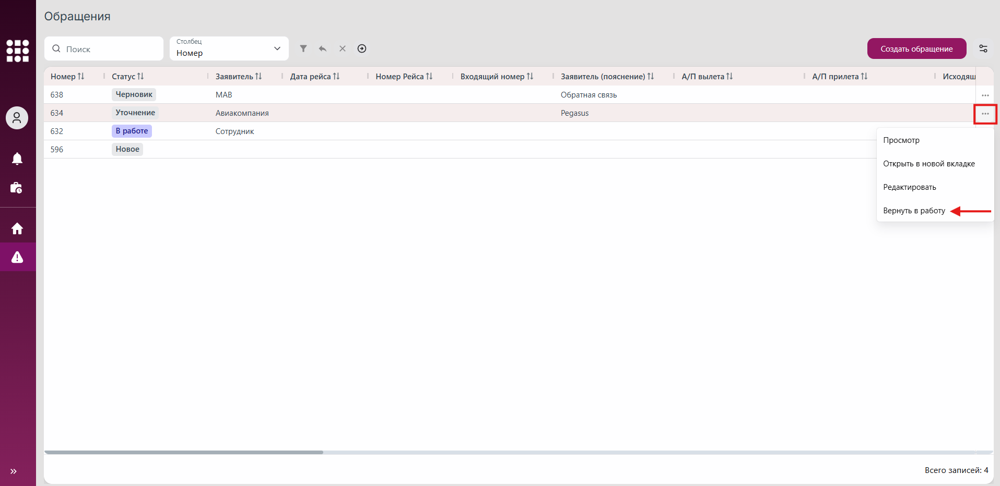 Обращения
Поиск
Столбец
Номер
Создать обращение
Номер Статус Заявитель Дата рейса Номер Рейса Входящий номер Заявитель (пояснение) А/П вылета А/П прилета Исходящ
638 Черновик МАВ Обратная связь
634 Уточнение Авиакомпания Pegasus
632 В работе Сотрудник
596 Новое
Просмотр
Открыть в новой вкладке
Редактировать
Вернуть в работу
Всего записей: 4